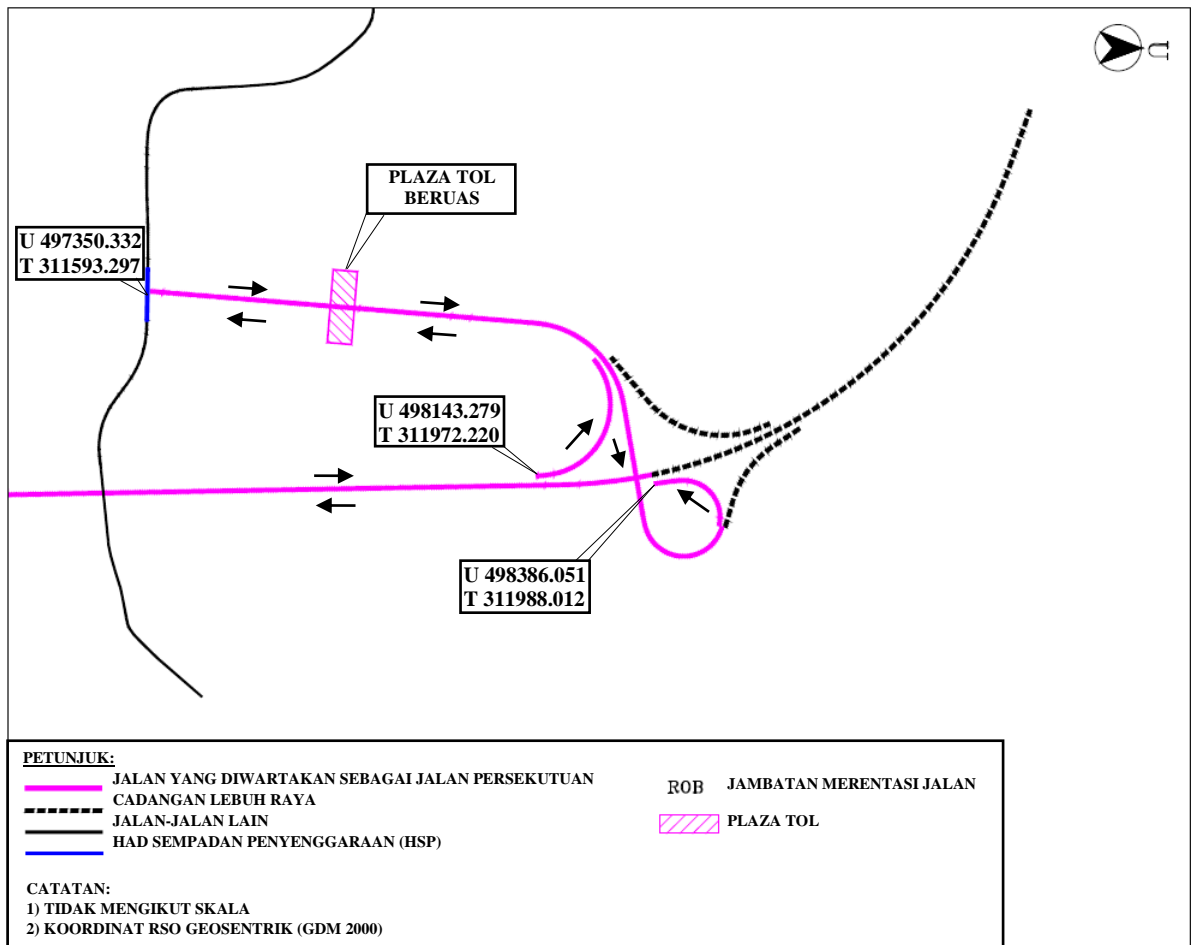 U
PLAZA TOL
BERUAS
U 497350.332
T 311593.297
U 498143.279
T 311972.220
U 498386.051
T 311988.012
PETUNJUK:
JALAN YANG DIWARTAKAN SEBAGAI JALAN PERSEKUTUAN
CADANGAN LEBUH RAYA
JALAN-JALAN LAIN
HAD SEMPADAN PENYENGGARAAN (HSP)
ROB JAMBATAN MERENTASI JALAN
PLAZA TOL
CATATAN:
1) TIDAK MENGIKUT SKALA
2) KOORDINAT RSO GEOSENTRIK (GDM 2000)